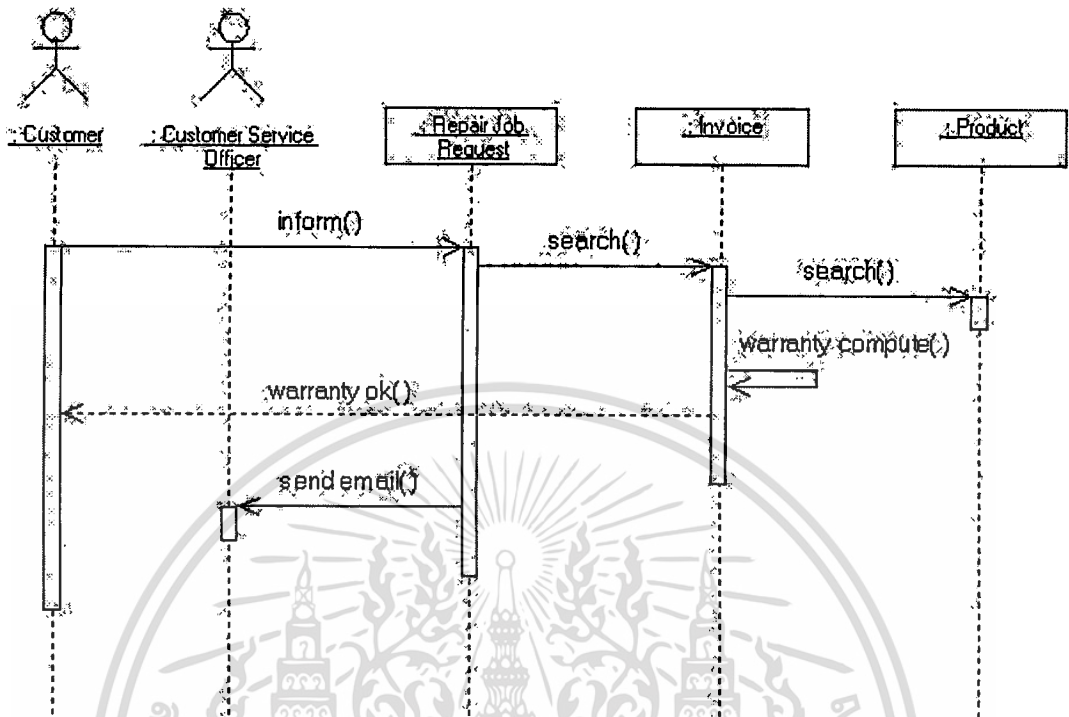 : Customer
: Customer Service
Officer
: Repair Job
Request
: Invoice
: Product
inform()
search()
search()
warranty compute()
warranty ok()
send email()